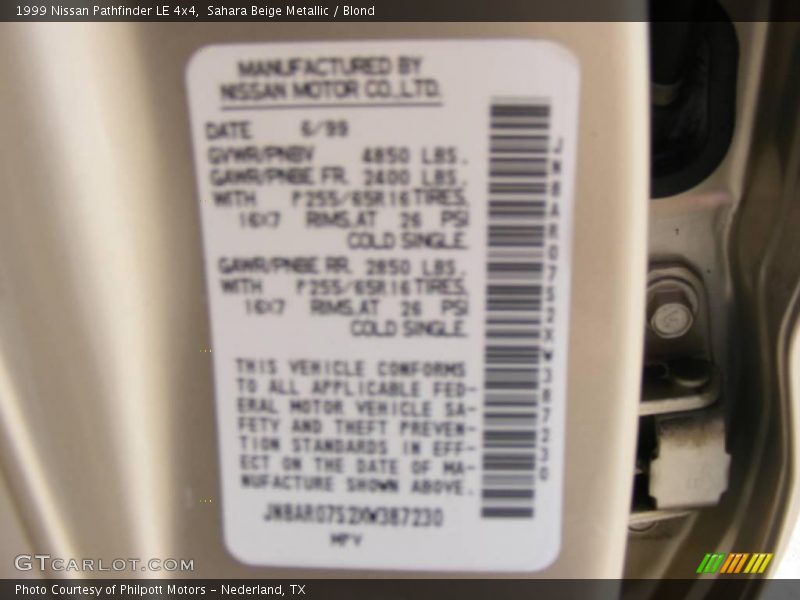 1999 Nissan Pathfinder LE 4x4,  Sahara Beige Metallic / Blond
MANUFACTURED BY
NISSAN MOTOR CO.,LTD.
DATE 6/99
GVWR/PNBV 4850 LBS.
GAWR/PNBE FR. 2400 LBS.
WITH P255/65R16 TIRES,
16X7 RIMS,AT 26 PSI
COLD SINGLE.
GAWR/PNBE RR. 2850 LBS.
WITH P255/65R16 TIRES,
16X7 RIMS,AT 26 PSI
COLD SINGLE.
THIS VEHICLE CONFORMS
TO ALL APPLICABLE FED-
ERAL MOTOR VEHICLE SA-
FETY AND THEFT PREVEN-
TION STANDARDS IN EFF-
ECT ON THE DATE OF MA-
NUFACTURE SHOWN ABOVE.
JN8AR07S2XW387230
MPV
JN8AR07S2XW387230
GTCARLOT.COM
Photo Courtesy of Philpott Motors – Nederland, TX